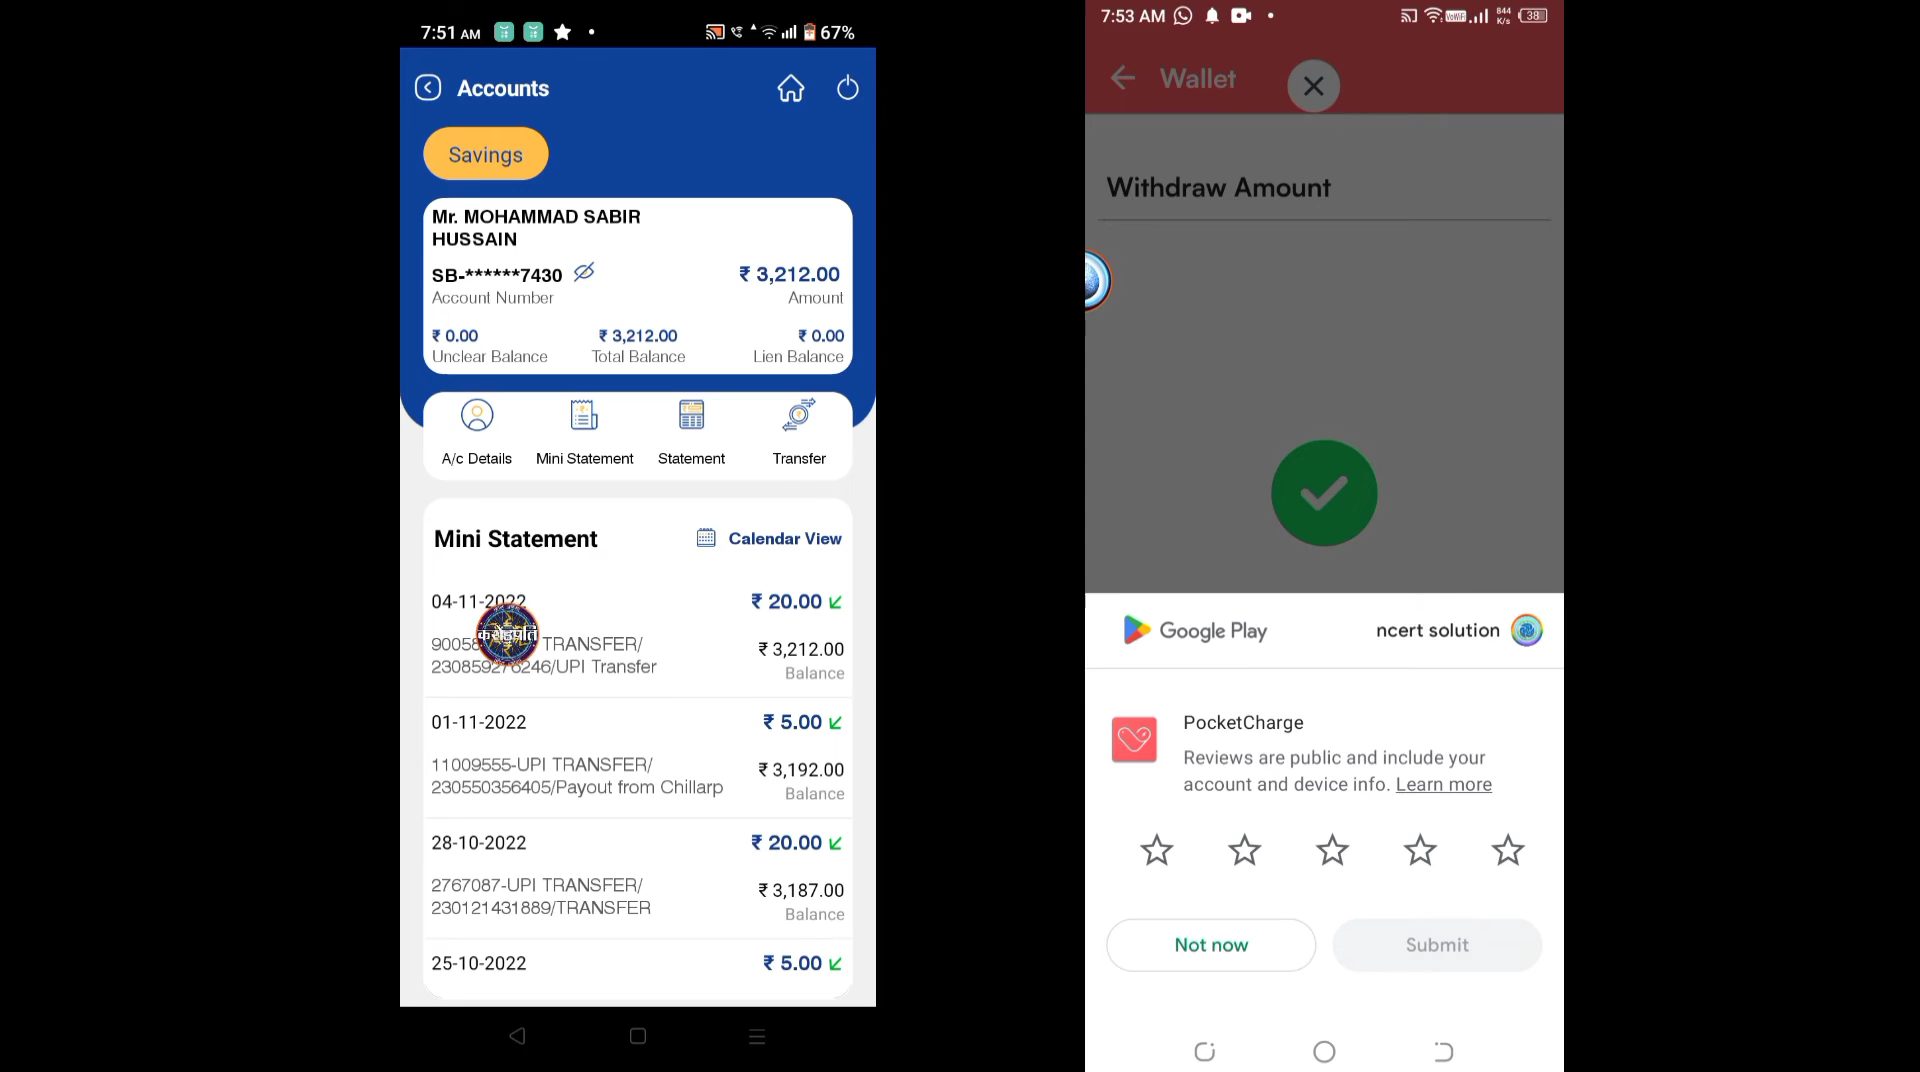 7:51 AM
67%
Accounts
Savings
Mr. MOHAMMAD SABIR
HUSSAIN
SB-******7430
₹ 3,212.00
Account Number
Amount
₹ 0.00
₹ 3,212.00
₹ 0.00
Unclear Balance
Total Balance
Lien Balance
A/c Details
Mini Statement
Statement
Transfer
Mini Statement
Calendar View
04-11-2022
₹ 20.00
TRANSFER/
₹ 3,212.00
/UPI Transfer
Balance
करोड़पति
01-11-2022
₹ 5.00
11009555-UPI TRANSFER/
₹ 3,192.00
230550356405/Payout from Chillarp
Balance
28-10-2022
₹ 20.00
2767087-UPI TRANSFER/
₹ 3,187.00
230121431889/TRANSFER
Balance
25-10-2022
₹ 5.00
7:53 AM
VoWiFi
844
K/s
38
Wallet
Withdraw Amount
Google Play
ncert solution
PocketCharge
Reviews are public and include your
account and device info. Learn more
Not now
Submit